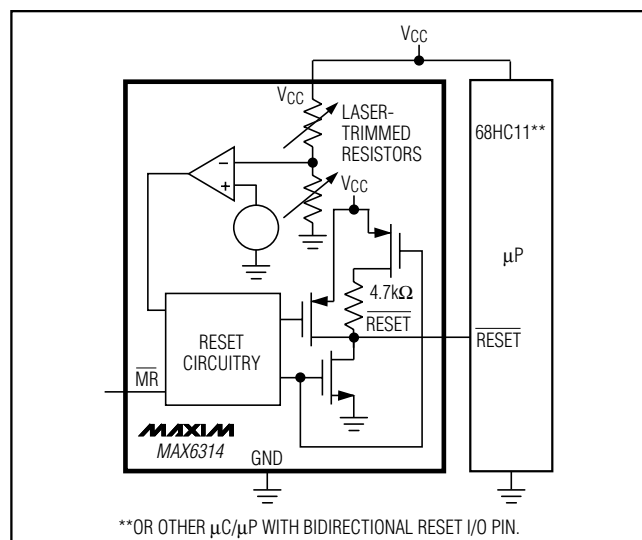 VCC
VCC
LASER-
TRIMMED
RESISTORS
68HC11**
VCC
−
+
4.7kΩ
μP
RESET
RESET
RESET
CIRCUITRY
MR
MAXIM
MAX6314
GND
**OR OTHER μC/μP WITH BIDIRECTIONAL RESET I/O PIN.